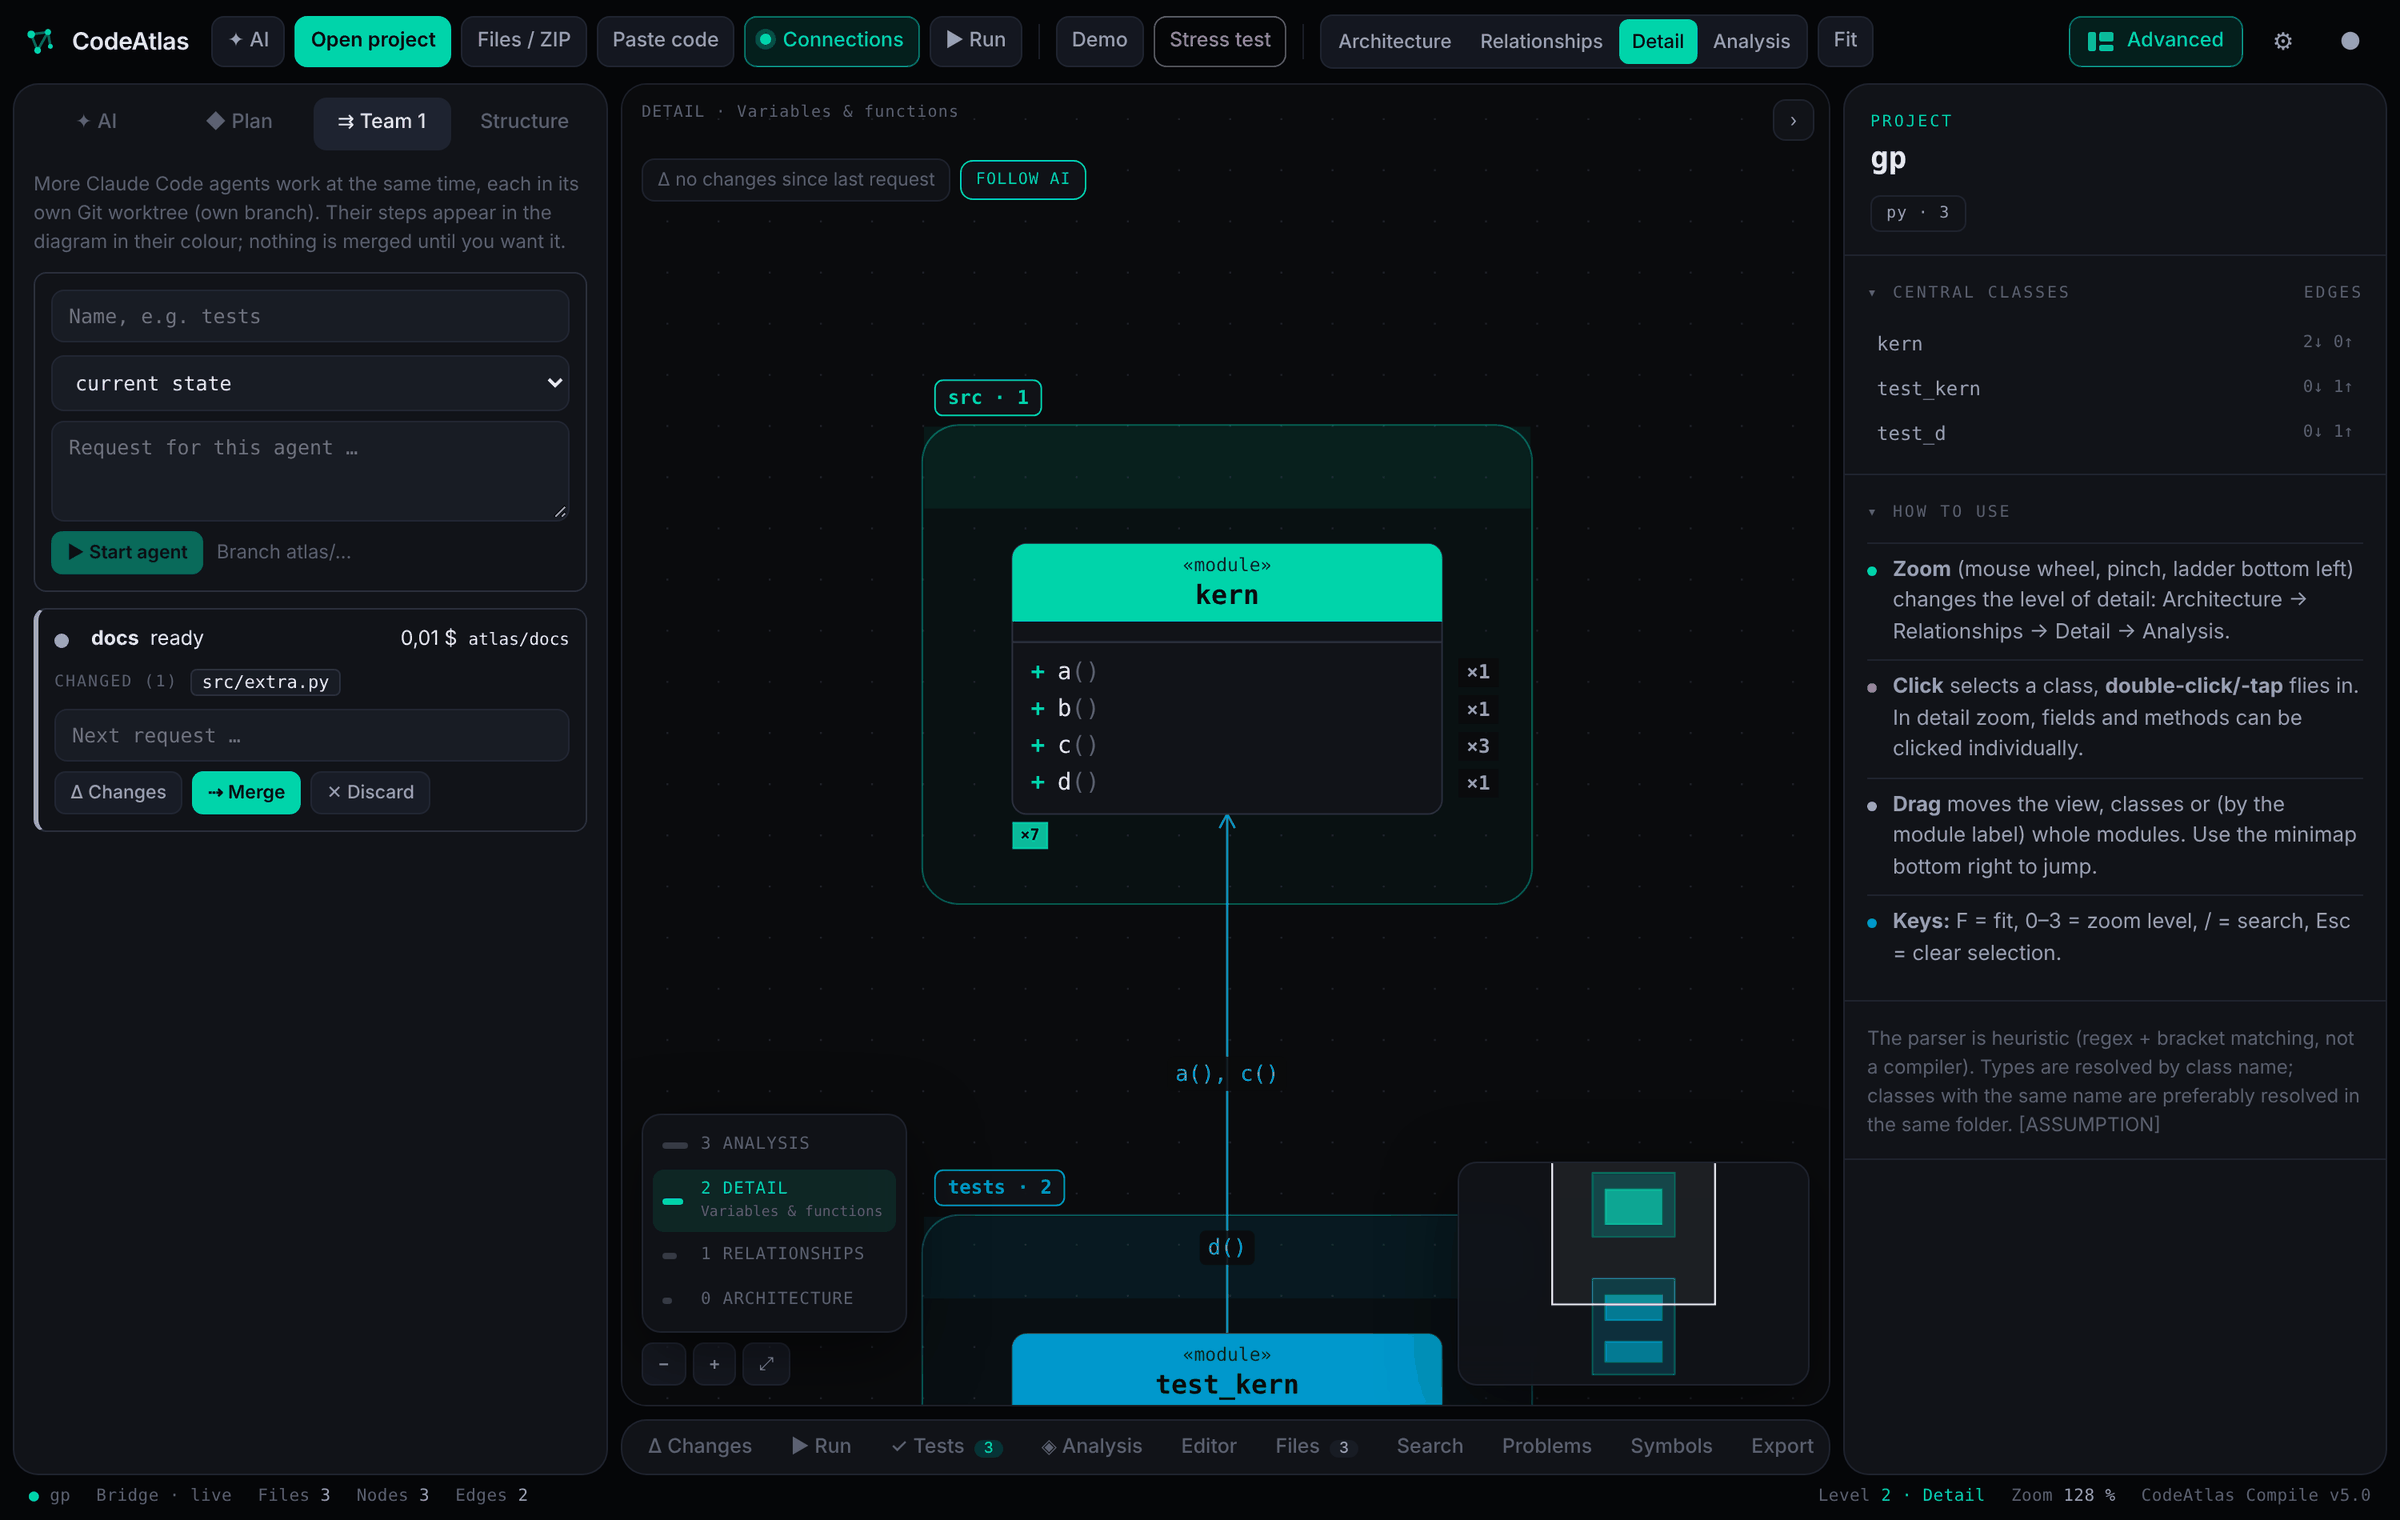 CodeAtlas
✦ AI
Open project
Files / ZIP
Paste code
Connections
▶ Run
Demo
Stress test
Architecture
Relationships
Detail
Analysis
Fit
Advanced
✦ AI
◆ Plan
⇉ Team 1
Structure
More Claude Code agents work at the same time, each in its
own Git worktree (own branch). Their steps appear in the
diagram in their colour; nothing is merged until you want it.
Name, e.g. tests
current state
Request for this agent …
▶ Start agent
Branch atlas/…
docs ready
0,01 $ atlas/docs
CHANGED (1) src/extra.py
Next request …
Δ Changes
⇢ Merge
✕ Discard
DETAIL · Variables & functions
›
Δ no changes since last request
FOLLOW AI
src · 1
«module»
kern
+ a() ×1
+ b() ×1
+ c() ×3
+ d() ×1
×7
a(), c()
tests · 2
d()
«module»
test_kern
3 ANALYSIS
2 DETAIL
Variables & functions
1 RELATIONSHIPS
0 ARCHITECTURE
− + ⤢
Δ Changes
▶ Run
✓ Tests 3
◈ Analysis
Editor
Files 3
Search
Problems
Symbols
Export
PROJECT
gp
py · 3
▾ CENTRAL CLASSES EDGES
kern 2↓ 0↑
test_kern 0↓ 1↑
test_d 0↓ 1↑
▾ HOW TO USE
Zoom (mouse wheel, pinch, ladder bottom left)
changes the level of detail: Architecture →
Relationships → Detail → Analysis.
Click selects a class, double-click/-tap flies in.
In detail zoom, fields and methods can be
clicked individually.
Drag moves the view, classes or (by the
module label) whole modules. Use the minimap
bottom right to jump.
Keys: F = fit, 0–3 = zoom level, / = search, Esc
= clear selection.
The parser is heuristic (regex + bracket matching, not
a compiler). Types are resolved by class name;
classes with the same name are preferably resolved in
the same folder. [ASSUMPTION]
gp
Bridge · live
Files 3
Nodes 3
Edges 2
Level 2 · Detail
Zoom 128 %
CodeAtlas Compile v5.0